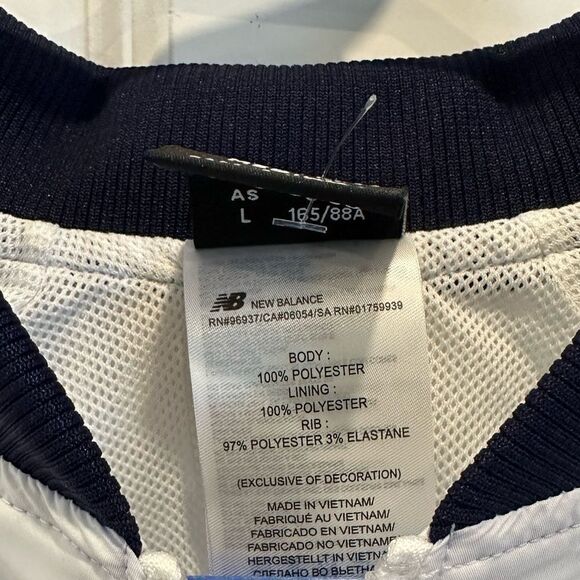 AS
L 165/88A
NB NEW BALANCE
RN#96937/CA#06054/SA RN#01759939
BODY :
100% POLYESTER
LINING :
100% POLYESTER
RIB :
97% POLYESTER 3% ELASTANE
(EXCLUSIVE OF DECORATION)
MADE IN VIETNAM/
FABRIQUÉ AU VIETNAM/
FABRICADO EN VIETNAM/
FABRICADO NO VIETNAME/
HERGESTELLT IN VIETNAM/
СДЕЛАНО ВО ВЬЕТНА